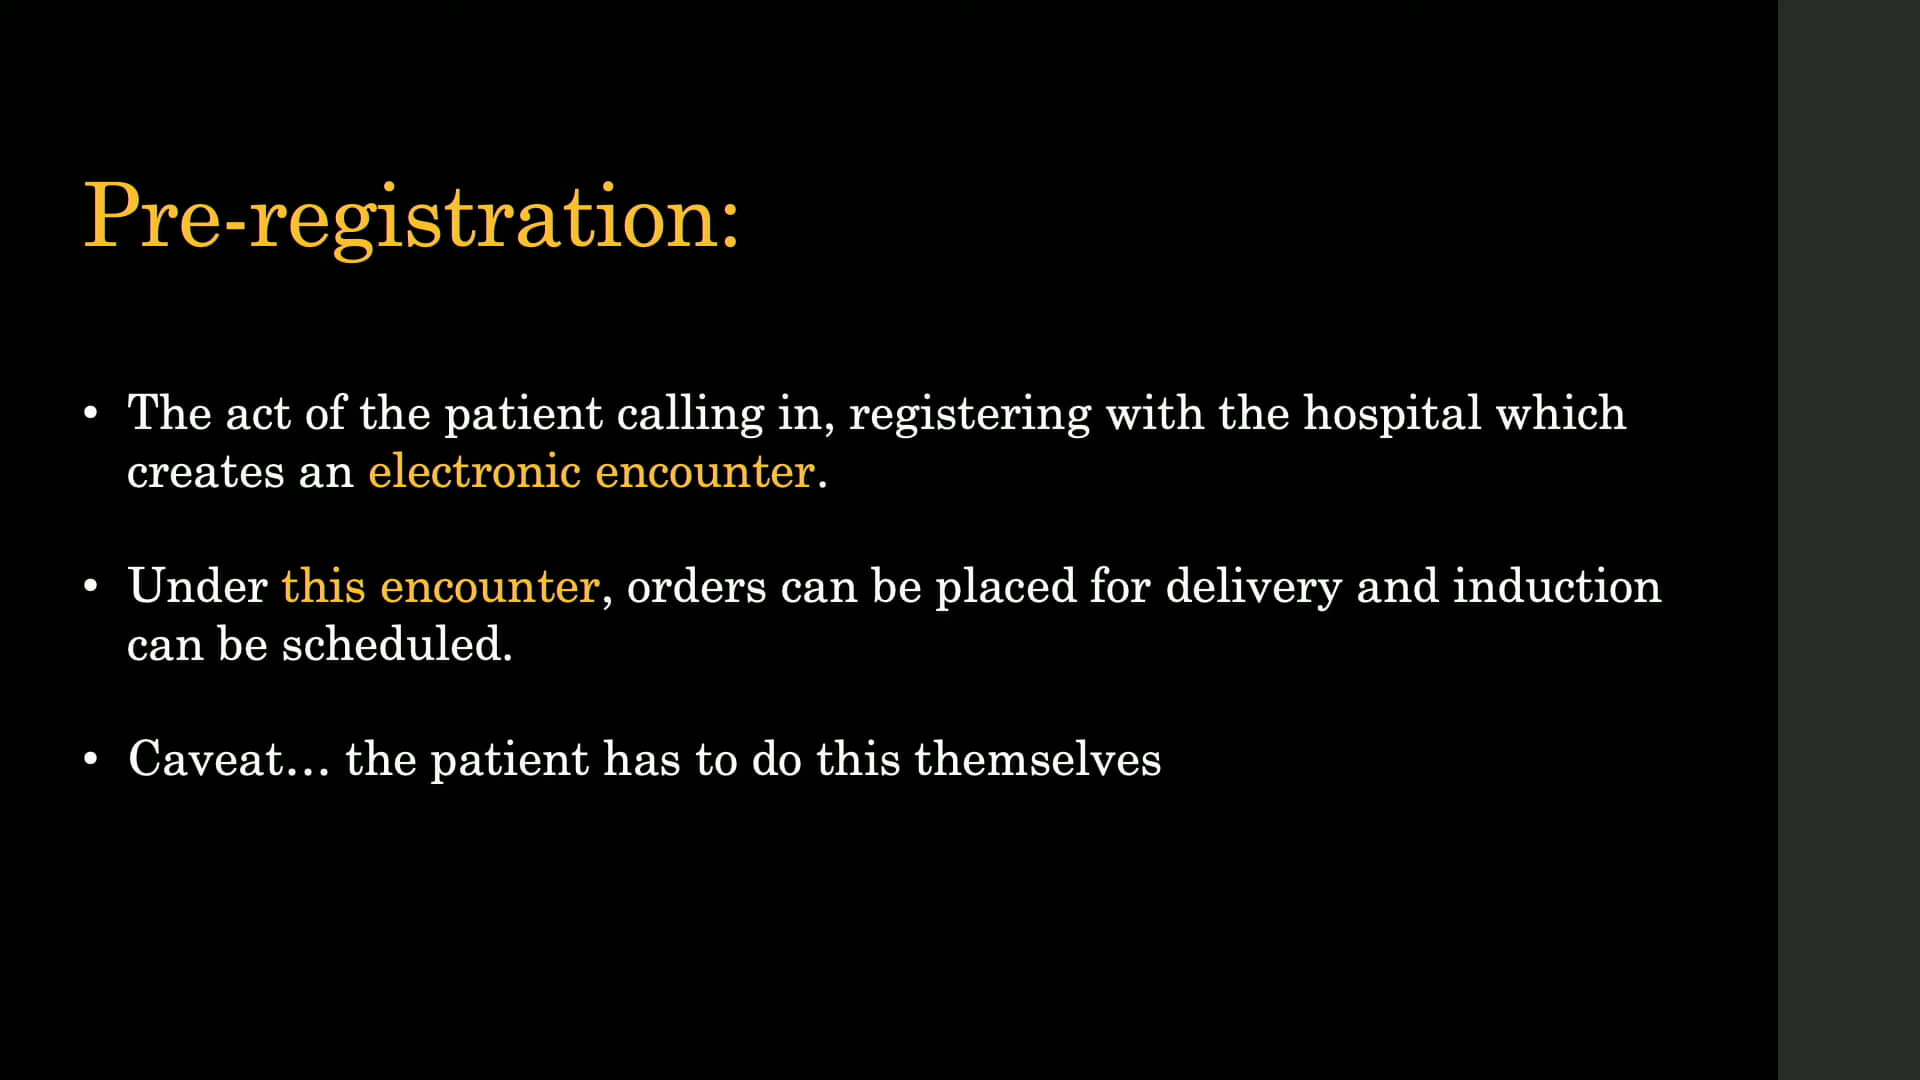 Pre-registration:
• The act of the patient calling in, registering with the hospital which
creates an electronic encounter.
• Under this encounter, orders can be placed for delivery and induction
can be scheduled.
• Caveat… the patient has to do this themselves